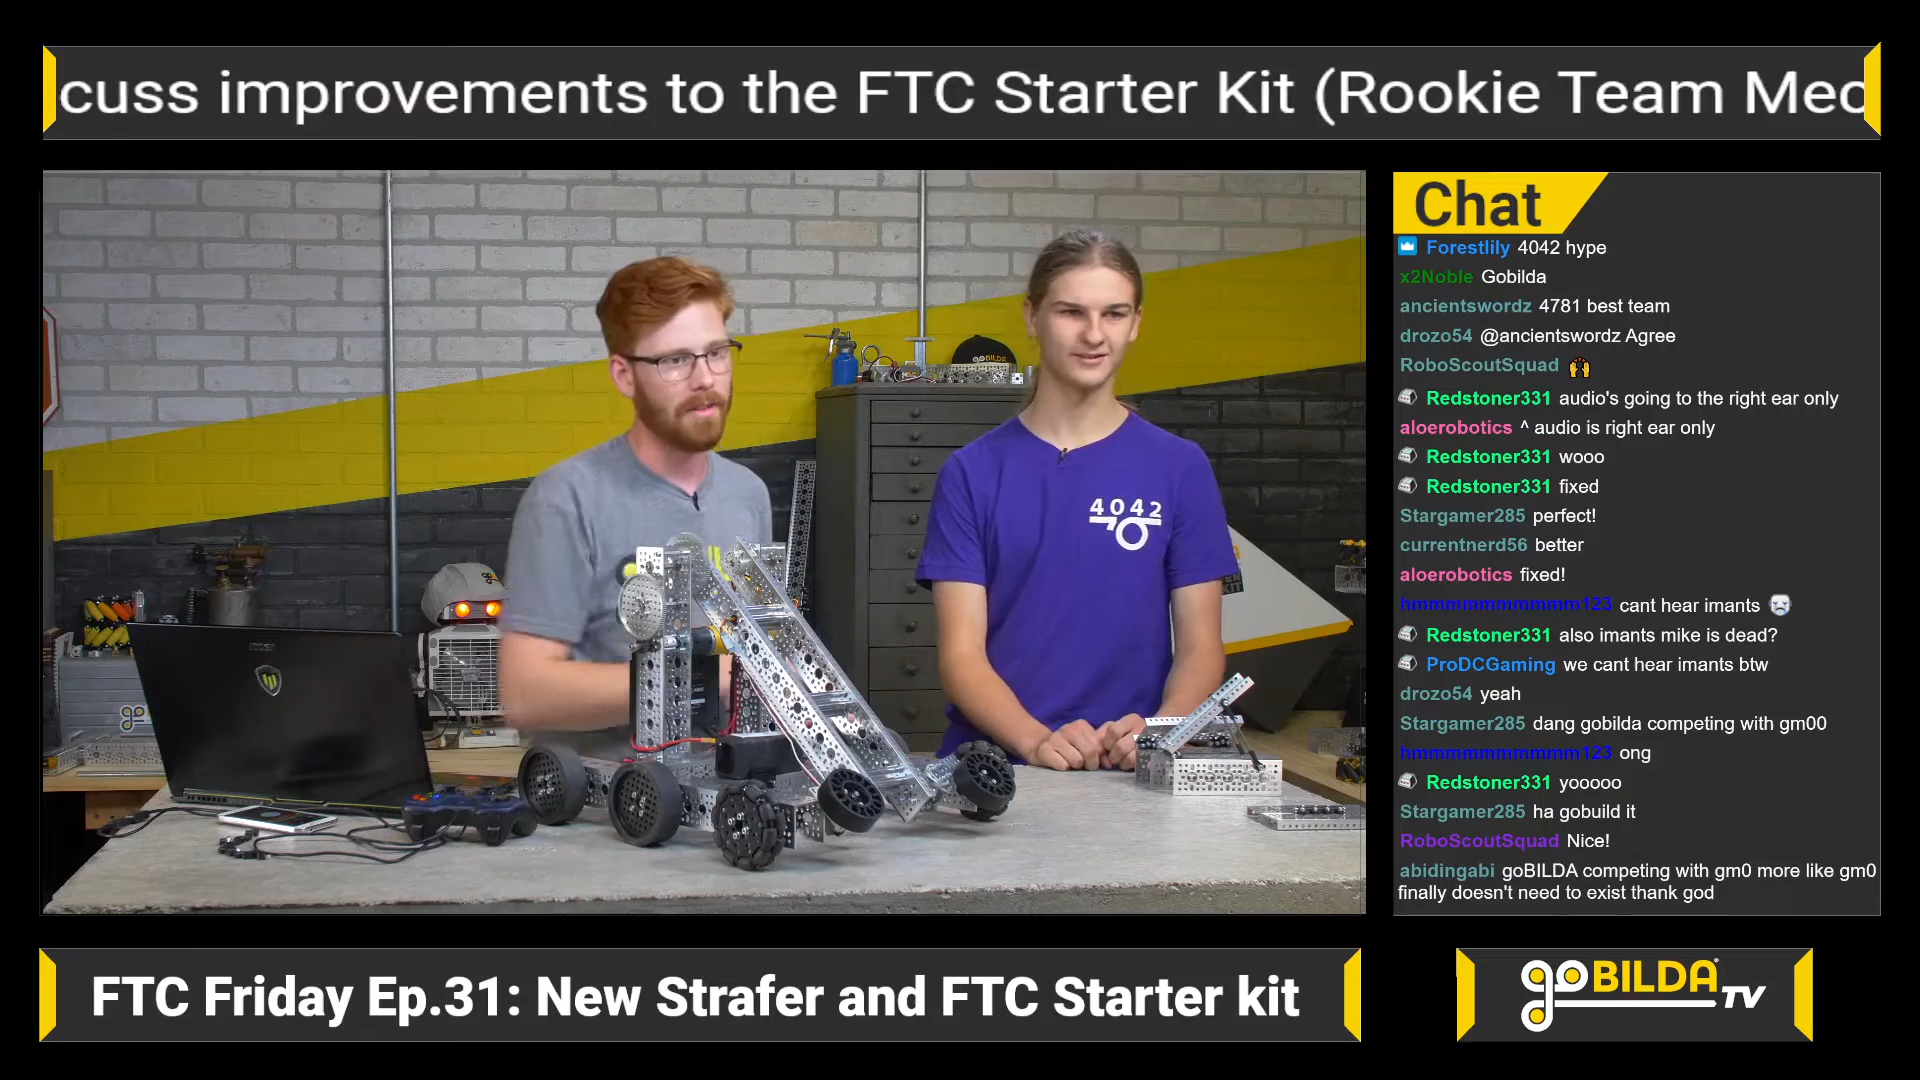 cuss improvements to the FTC Starter Kit (Rookie Team Mec
Chat
Forestlily 4042 hype
x2Noble Gobilda
ancientswordz 4781 best team
drozo54 @ancientswordz Agree
RoboScoutSquad
Redstoner331 audio's going to the right ear only
aloerobotics ^ audio is right ear only
Redstoner331 wooo
Redstoner331 fixed
Stargamer285 perfect!
currentnerd56 better
aloerobotics fixed!
hmmmmmmmmmm123 cant hear imants
Redstoner331 also imants mike is dead?
ProDCGaming we cant hear imants btw
drozo54 yeah
Stargamer285 dang gobilda competing with gm00
hmmmmmmmmmm123 ong
Redstoner331 yooooo
Stargamer285 ha gobuild it
RoboScoutSquad Nice!
abidingabi goBILDA competing with gm0 more like gm0
finally doesn't need to exist thank god
goBILDA
4042
FTC Friday Ep.31: New Strafer and FTC Starter kit
goBILDA TV